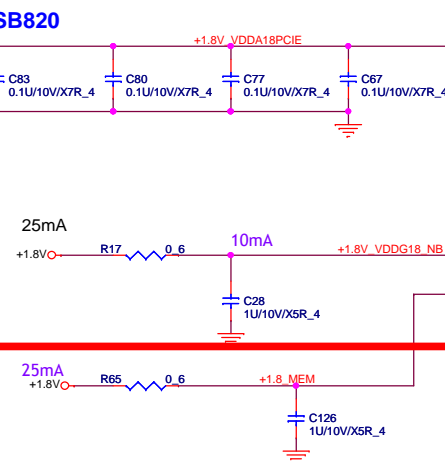 SB820
+1.8V_VDDA18PCIE
C83
0.1U/10V/X7R_4
C80
0.1U/10V/X7R_4
C77
0.1U/10V/X7R_4
C67
0.1U/10V/X7R_4
25mA
+1.8V
R17
0_6
10mA
+1.8V_VDDG18_NB
C28
1U/10V/X5R_4
25mA
+1.8V
R65
0_6
+1.8_MEM
C126
1U/10V/X5R_4